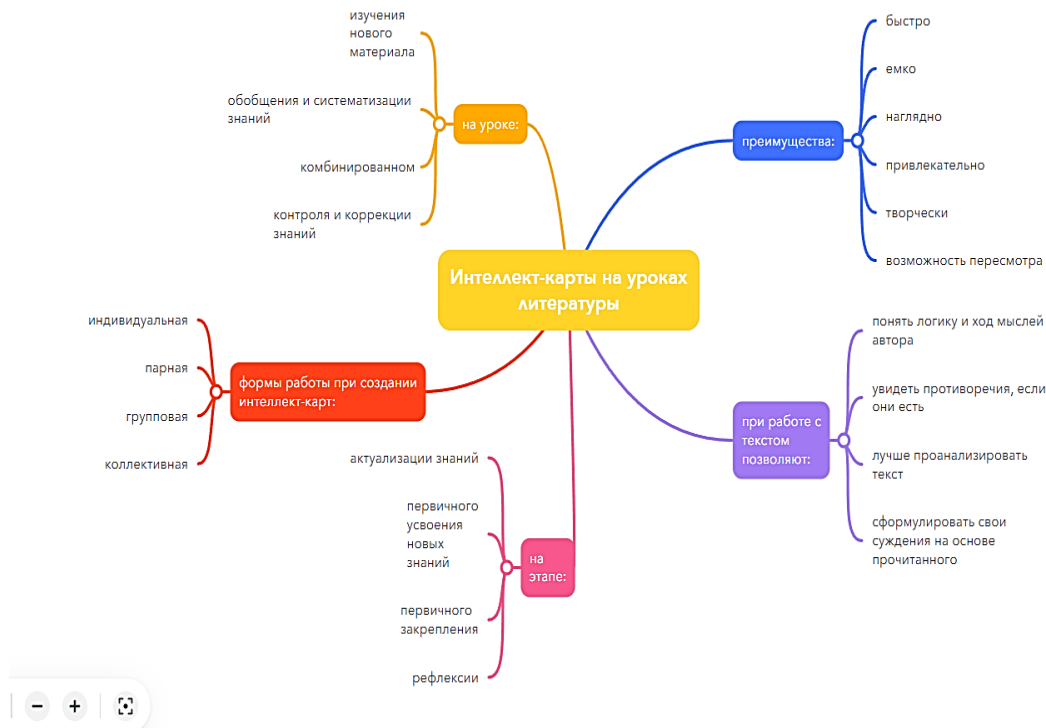 Интеллект-карты на уроках
литературы
на уроке:
изучения
нового
материала
обобщения и систематизации
знаний
комбинированном
контроля и коррекции
знаний
преимущества:
быстро
емко
наглядно
привлекательно
творчески
возможность пересмотра
формы работы при создании
интеллект-карт:
индивидуальная
парная
групповая
коллективная
при работе с
текстом
позволяют:
понять логику и ход мыслей
автора
увидеть противоречия, если
они есть
лучше проанализировать
текст
сформулировать свои
суждения на основе
прочитанного
на
этапе:
актуализации знаний
первичного
усвоения
новых
знаний
первичного
закрепления
рефлексии